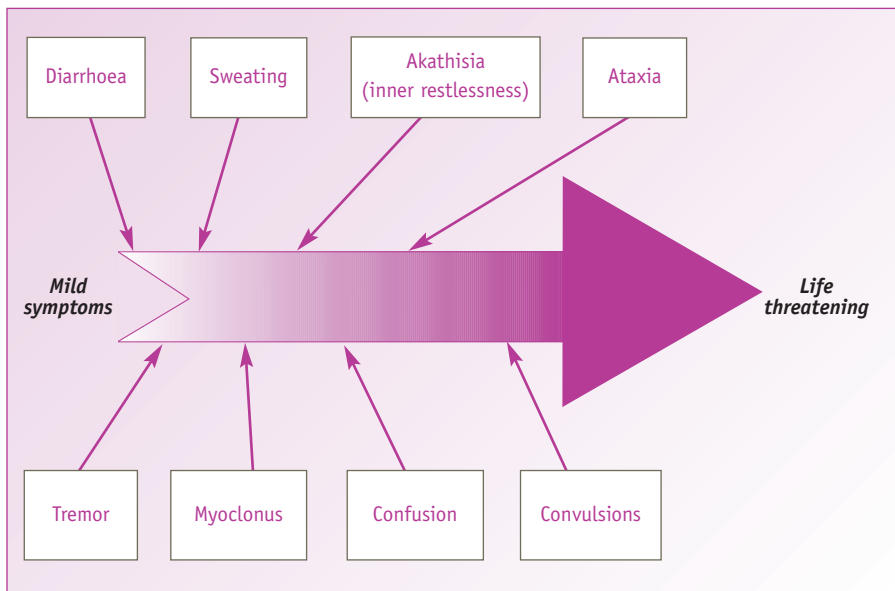 Diarrhoea
Sweating
Akathisia
(inner restlessness)
Ataxia
Mild
symptoms
Life
threatening
Tremor
Myoclonus
Confusion
Convulsions